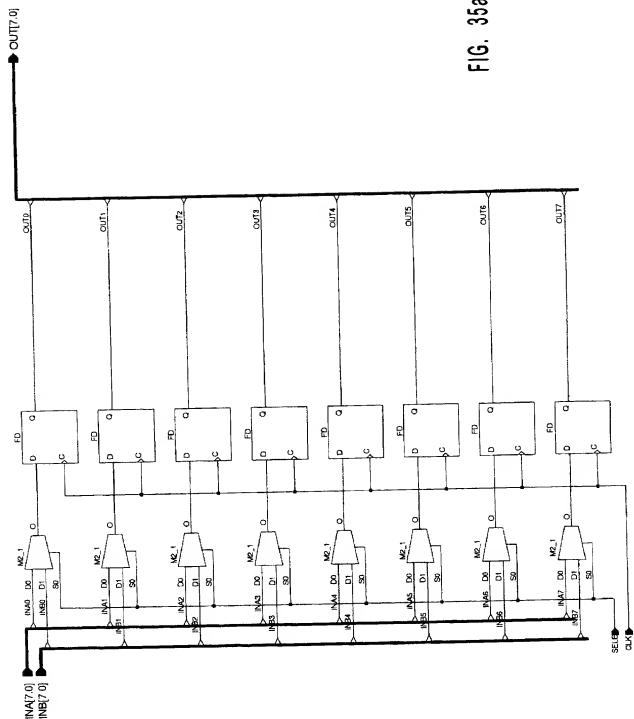 OUT[7.0]
FIG. 35a
OUT0
OUT1
OUT2
OUT3
OUT4
OUT5
OUT6
OUT7
FD
D
Q
C
FD
D
Q
C
FD
D
Q
C
FD
D
Q
C
FD
D
Q
C
FD
D
Q
C
FD
D
Q
C
FD
D
Q
C
M2_1
INA0
D0
INB0
D1
S0
O
M2_1
INA1
D0
INB1
D1
S0
O
M2_1
INA2
D0
INB2
D1
S0
O
M2_1
INA3
D0
INB3
D1
S0
O
M2_1
INA4
D0
INB4
D1
S0
O
M2_1
INA5
D0
INB5
D1
S0
O
M2_1
INA6
D0
INB6
D1
S0
O
M2_1
INA7
D0
INB7
D1
S0
O
INA[7.0]
INB[7.0]
SELB
CLK